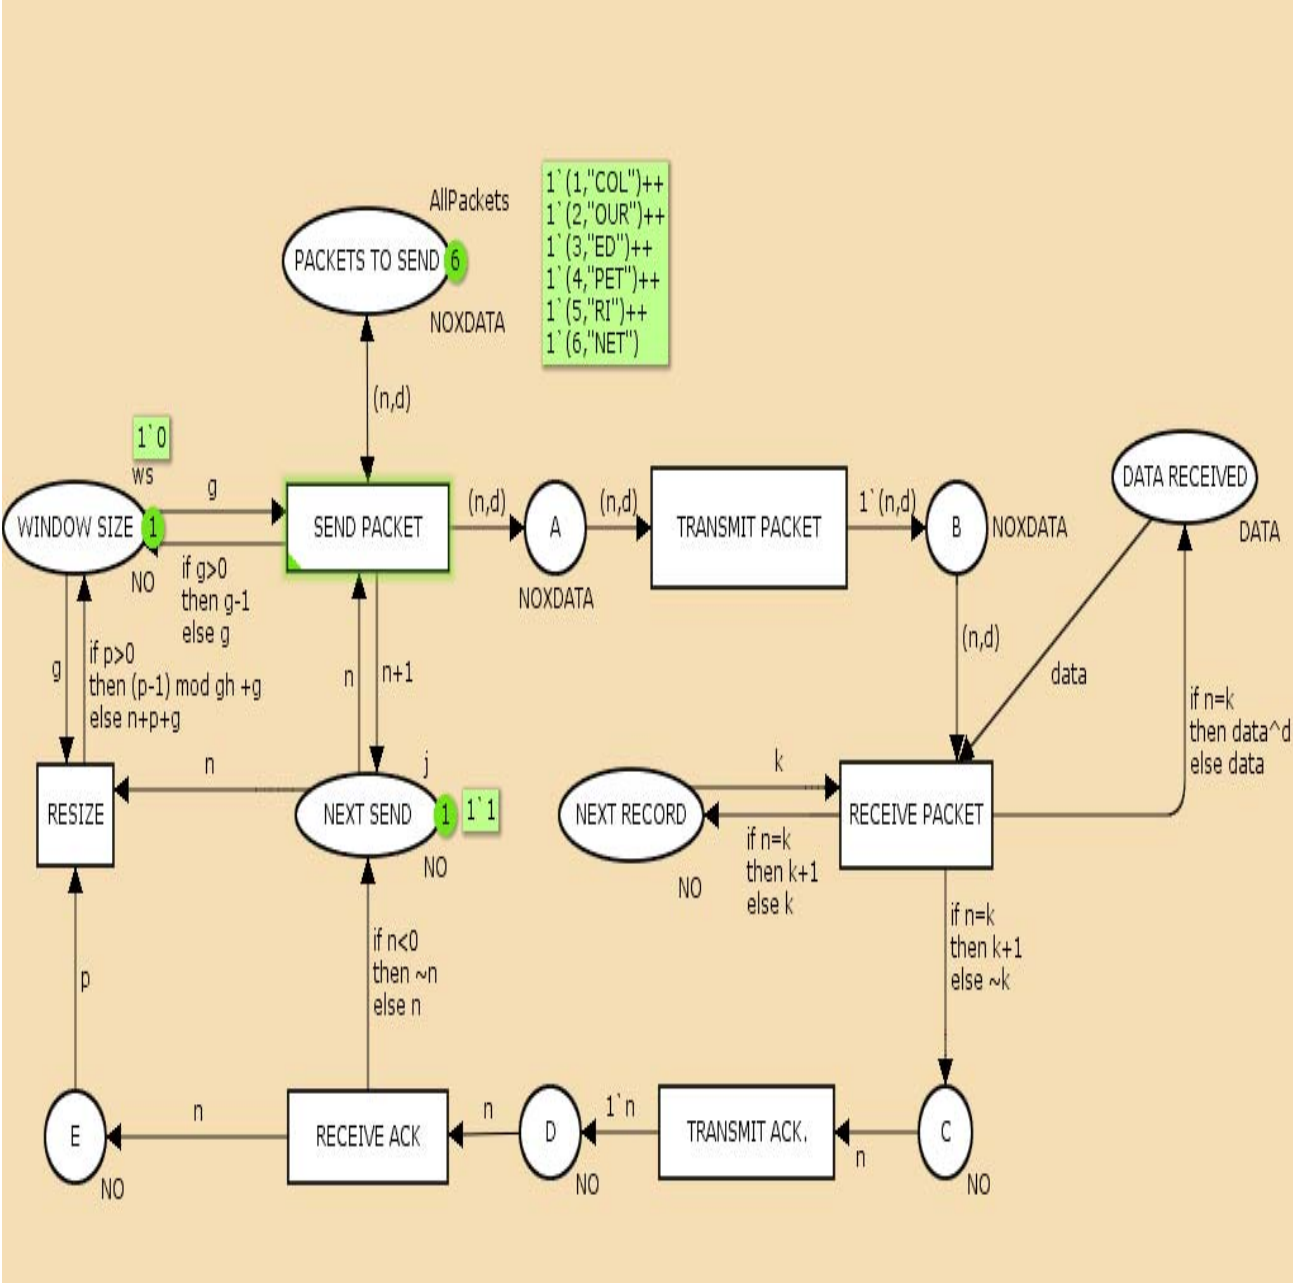 AllPackets
1`(1,"COL")++
1`(2,"OUR")++
1`(3,"ED")++
1`(4,"PET")++
1`(5,"RI")++
1`(6,"NET")
PACKETS TO SEND
6
NOXDATA
(n,d)
1`0
ws
g
WINDOW SIZE
1
NO
if g>0
then g-1
else g
SEND PACKET
(n,d)
A
NOXDATA
(n,d)
TRANSMIT PACKET
1`(n,d)
B
NOXDATA
DATA RECEIVED
DATA
(n,d)
data
if n=k
then data^d
else data
g
if p>0
then (p-1) mod gh +g
else n+p+g
n
n+1
n
RESIZE
j
NEXT SEND
1
1`1
NO
NEXT RECORD
NO
k
if n=k
then k+1
else k
RECEIVE PACKET
if n=k
then k+1
else ~k
if n<0
then ~n
else n
p
E
NO
n
RECEIVE ACK
n
D
NO
1`n
TRANSMIT ACK.
n
C
NO